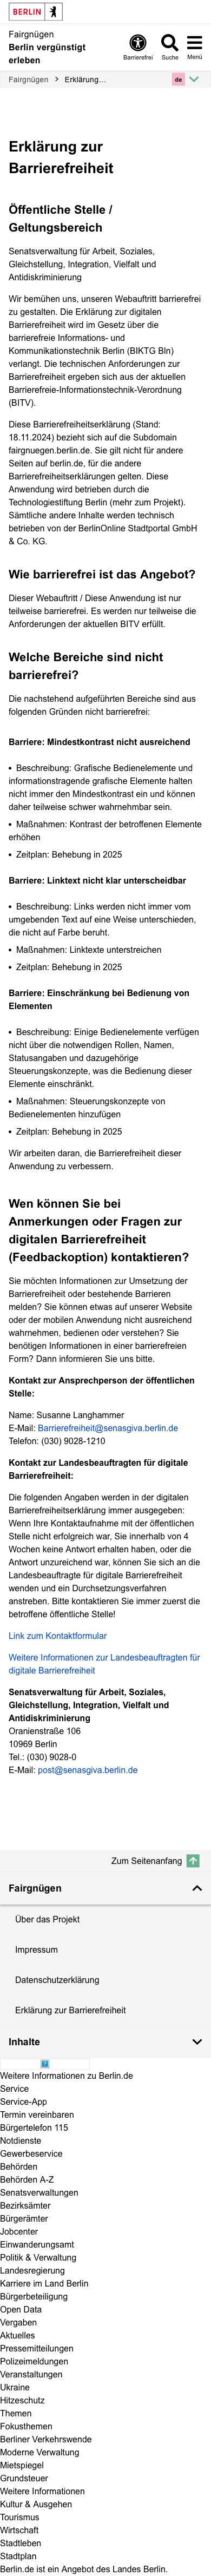 BERLIN
Fairgnügen
Berlin vergünstigt
erleben
Barrierefrei
Suche
Menü
Fairgnügen
Erklärung...
de
Erklärung zur
Barrierefreiheit
Öffentliche Stelle /
Geltungsbereich
Senatsverwaltung für Arbeit, Soziales,
Gleichstellung, Integration, Vielfalt und
Antidiskriminierung
Wir bemühen uns, unseren Webauftritt barrierefrei
zu gestalten. Die Erklärung zur digitalen
Barrierefreiheit wird im Gesetz über die
barrierefreie Informations- und
Kommunikationstechnik Berlin (BIKTG Bln)
verlangt. Die technischen Anforderungen zur
Barrierefreiheit ergeben sich aus der aktuellen
Barrierefreie-Informationstechnik-Verordnung
(BITV).
Diese Barrierefreiheitserklärung (Stand:
18.11.2024) bezieht sich auf die Subdomain
fairgnuegen.berlin.de. Sie gilt nicht für andere
Seiten auf berlin.de, für die andere
Barrierefreiheitserklärungen gelten. Diese
Anwendung wird betrieben durch die
Technologiestiftung Berlin (mehr zum Projekt).
Sämtliche andere Inhalte werden technisch
betrieben von der BerlinOnline Stadtportal GmbH
& Co. KG.
Wie barrierefrei ist das Angebot?
Dieser Webauftritt / Diese Anwendung ist nur
teilweise barrierefrei. Es werden nur teilweise die
Anforderungen der aktuellen BITV erfüllt.
Welche Bereiche sind nicht
barrierefrei?
Die nachstehend aufgeführten Bereiche sind aus
folgenden Gründen nicht barrierefrei:
Barriere: Mindestkontrast nicht ausreichend
• Beschreibung: Grafische Bedienelemente und
informationstragende grafische Elemente halten
nicht immer den Mindestkontrast ein und können
daher teilweise schwer wahrnehmbar sein.
• Maßnahmen: Kontrast der betroffenen Elemente
erhöhen
• Zeitplan: Behebung in 2025
Barriere: Linktext nicht klar unterscheidbar
• Beschreibung: Links werden nicht immer vom
umgebenden Text auf eine Weise unterschieden,
die nicht auf Farbe beruht.
• Maßnahmen: Linktexte unterstreichen
• Zeitplan: Behebung in 2025
Barriere: Einschränkung bei Bedienung von
Elementen
• Beschreibung: Einige Bedienelemente verfügen
nicht über die notwendigen Rollen, Namen,
Statusangaben und dazugehörige
Steuerungskonzepte, was die Bedienung dieser
Elemente einschränkt.
• Maßnahmen: Steuerungskonzepte von
Bedienelementen hinzufügen
• Zeitplan: Behebung in 2025
Wir arbeiten daran, die Barrierefreiheit dieser
Anwendung zu verbessern.
Wen können Sie bei
Anmerkungen oder Fragen zur
digitalen Barrierefreiheit
(Feedbackoption) kontaktieren?
Sie möchten Informationen zur Umsetzung der
Barrierefreiheit oder bestehende Barrieren
melden? Sie können etwas auf unserer Website
oder der mobilen Anwendung nicht ausreichend
wahrnehmen, bedienen oder verstehen? Sie
benötigen Informationen in einer barrierefreien
Form? Dann informieren Sie uns bitte.
Kontakt zur Ansprechperson der öffentlichen
Stelle:
Name: Susanne Langhammer
E-Mail: Barrierefreiheit@senasgiva.berlin.de
Telefon: (030) 9028-1210
Kontakt zur Landesbeauftragten für digitale
Barrierefreiheit:
Die folgenden Angaben werden in der digitalen
Barrierefreiheitserklärung immer ausgegeben:
Wenn Ihre Kontaktaufnahme mit der öffentlichen
Stelle nicht erfolgreich war, Sie innerhalb von 4
Wochen keine Antwort erhalten haben, oder die
Antwort unzureichend war, können Sie sich an die
Landesbeauftragte für digitale Barrierefreiheit
wenden und ein Durchsetzungsverfahren
anstreben. Bitte kontaktieren Sie immer zuerst die
betroffene öffentliche Stelle!
Link zum Kontaktformular
Weitere Informationen zur Landesbeauftragten für
digitale Barrierefreiheit
Senatsverwaltung für Arbeit, Soziales,
Gleichstellung, Integration, Vielfalt und
Antidiskriminierung
Oranienstraße 106
10969 Berlin
Tel.: (030) 9028-0
E-Mail: post@senasgiva.berlin.de
Zum Seitenanfang
Fairgnügen
Über das Projekt
Impressum
Datenschutzerklärung
Erklärung zur Barrierefreiheit
Inhalte
Weitere Informationen zu Berlin.de
Service
Service-App
Termin vereinbaren
Bürgertelefon 115
Notdienste
Gewerbeservice
Behörden
Behörden A-Z
Senatsverwaltungen
Bezirksämter
Bürgerämter
Jobcenter
Einwanderungsamt
Politik & Verwaltung
Landesregierung
Karriere im Land Berlin
Bürgerbeteiligung
Open Data
Vergaben
Aktuelles
Pressemitteilungen
Polizeimeldungen
Veranstaltungen
Ukraine
Hitzeschutz
Themen
Fokusthemen
Berliner Verkehrswende
Moderne Verwaltung
Mietspiegel
Grundsteuer
Weitere Informationen
Kultur & Ausgehen
Tourismus
Wirtschaft
Stadtleben
Stadtplan
Berlin.de ist ein Angebot des Landes Berlin.